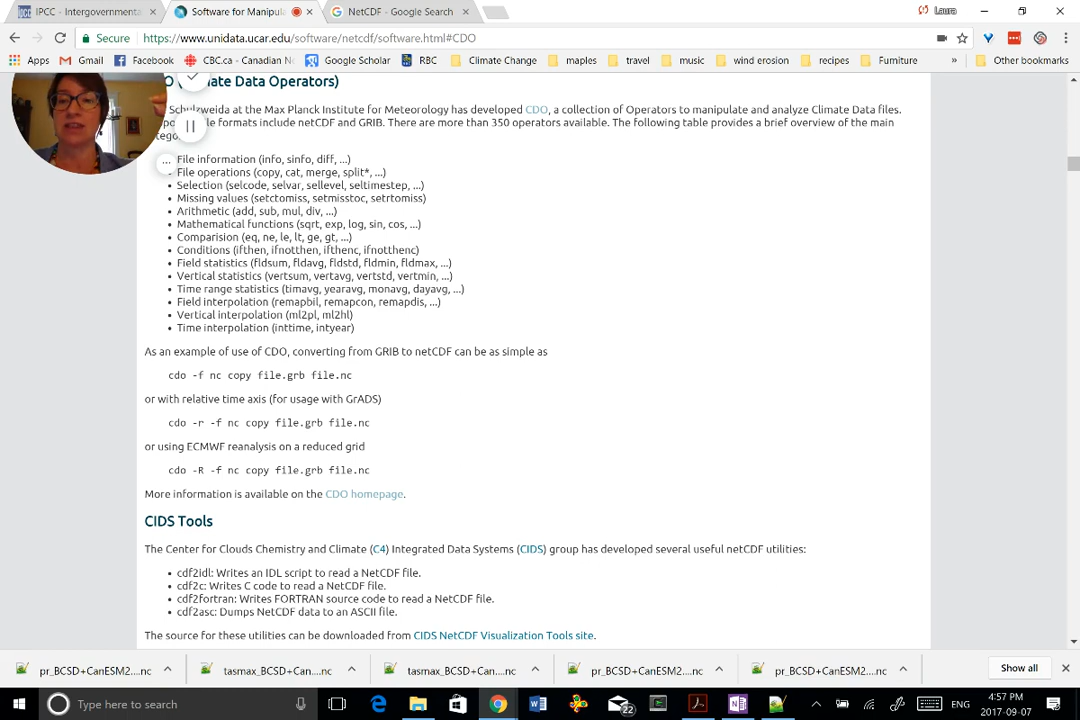 IPCC - Intergovernmenta
Software for Manipul
NetCDF - Google Search
Laura
Secure
https://www.unidata.ucar.edu/software/netcdf/software.html#CDO
Apps
Gmail
Facebook
CBC.ca - Canadian N
Google Scholar
RBC
Climate Change
maples
travel
music
wind erosion
recipes
Furniture
»
Other bookmarks
O (Climate Data Operators)
Schulzweida at the Max Planck Institute for Meteorology has developed CDO, a collection of Operators to manipulate and analyze Climate Data files.
file formats include netCDF and GRIB. There are more than 350 operators available. The following table provides a brief overview of the main
• File information (info, sinfo, diff, ...)
• File operations (copy, cat, merge, split*, ...)
• Selection (selcode, selvar, sellevel, seltimestep, ...)
• Missing values (setctomiss, setmisstoc, setrtomiss)
• Arithmetic (add, sub, mul, div, ...)
• Mathematical functions (sqrt, exp, log, sin, cos, ...)
• Comparision (eq, ne, le, lt, ge, gt, ...)
• Conditions (ifthen, ifnotthen, ifthenc, ifnotthenc)
• Field statistics (fldsum, fldavg, fldstd, fldmin, fldmax, ...)
• Vertical statistics (vertsum, vertavg, vertstd, vertmin, ...)
• Time range statistics (timavg, yearavg, monavg, dayavg, ...)
• Field interpolation (remapbil, remapcon, remapdis, ...)
• Vertical interpolation (ml2pl, ml2hl)
• Time interpolation (inttime, intyear)
As an example of use of CDO, converting from GRIB to netCDF can be as simple as
cdo -f nc copy file.grb file.nc
or with relative time axis (for usage with GrADS)
cdo -r -f nc copy file.grb file.nc
or using ECMWF reanalysis on a reduced grid
cdo -R -f nc copy file.grb file.nc
More information is available on the CDO homepage.
CIDS Tools
The Center for Clouds Chemistry and Climate (C4) Integrated Data Systems (CIDS) group has developed several useful netCDF utilities:
• cdf2idl: Writes an IDL script to read a NetCDF file.
• cdf2c: Writes C code to read a NetCDF file.
• cdf2fortran: Writes FORTRAN source code to read a NetCDF file.
• cdf2asc: Dumps NetCDF data to an ASCII file.
The source for these utilities can be downloaded from CIDS NetCDF Visualization Tools site.
pr_BCSD+CanESM2....nc
tasmax_BCSD+Can....nc
tasmax_BCSD+Can....nc
pr_BCSD+CanESM2....nc
pr_BCSD+CanESM2....nc
Show all
Type here to search
22
ENG
4:57 PM
2017-09-07